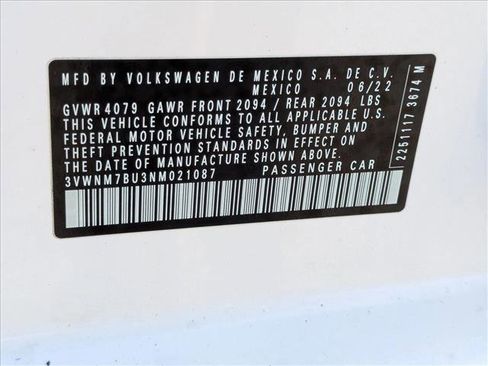 MFD BY VOLKSWAGEN DE MEXICO S.A. DE C.V.
MEXICO 06/22
GVWR 4079 GAWR FRONT 2094 / REAR 2094 LBS
THIS VEHICLE CONFORMS TO ALL APPLICABLE U.S.
FEDERAL MOTOR VEHICLE SAFETY, BUMPER AND
THEFT PREVENTION STANDARDS IN EFFECT ON
THE DATE OF MANUFACTURE SHOWN ABOVE.
3VWNM7BU3NM021087 PASSENGER CAR
2251117 3674 M